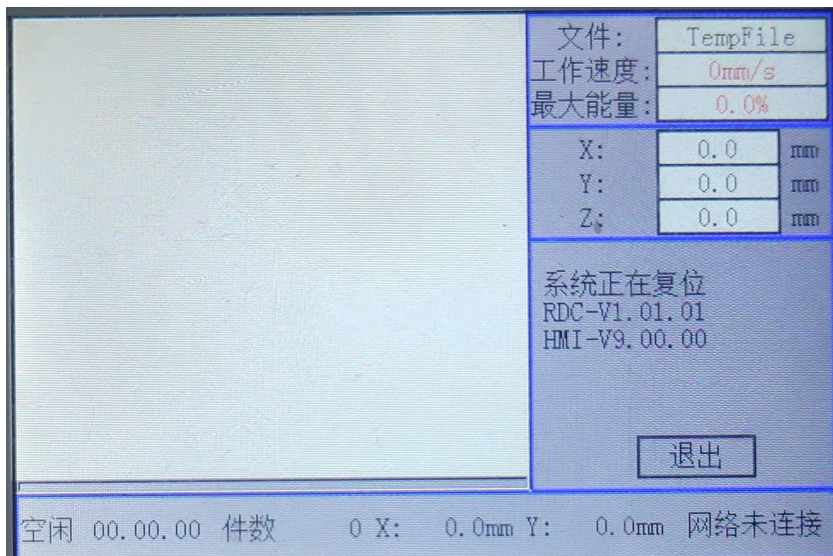 文件: TempFile
工作速度: 0mm/s
最大能量: 0.0%
X: 0.0 mm
Y: 0.0 mm
Z: 0.0 mm
系统正在复位
RDC-V1.01.01
HMI-V9.00.00
退出
空闲 00.00.00 件数 0 X: 0.0mm Y: 0.0mm 网络未连接